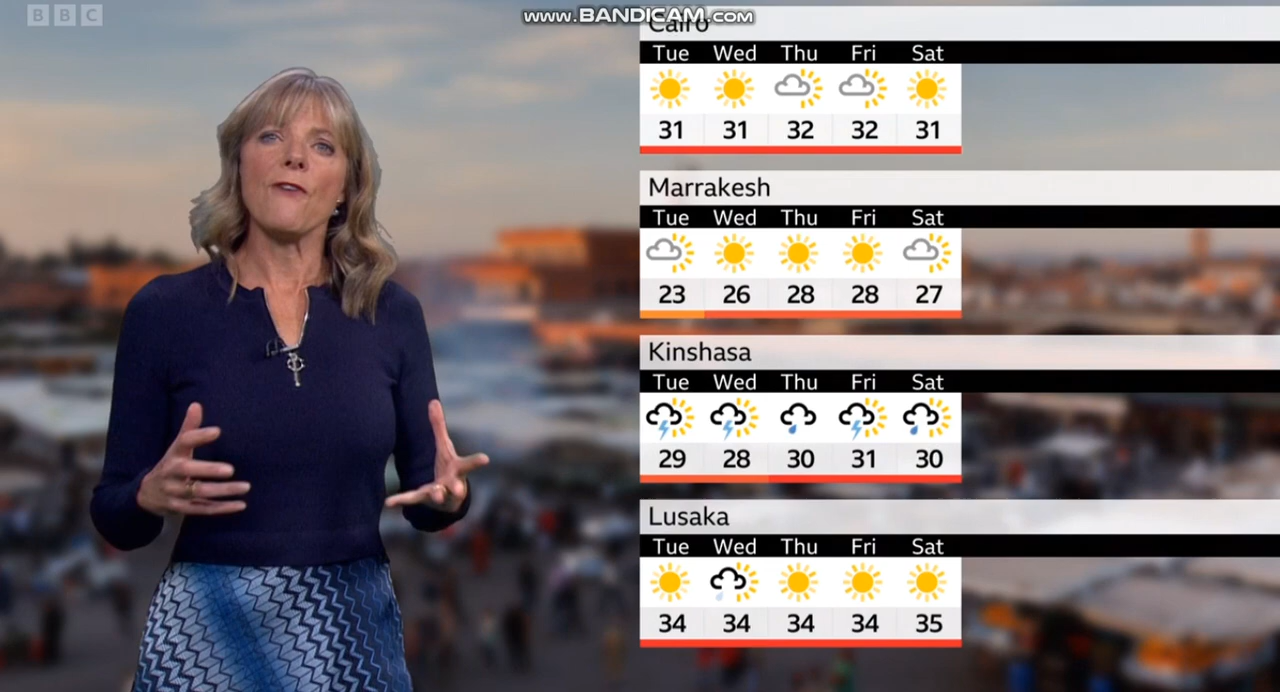 BBC
www.BANDICAM.com
Cairo
Tue Wed Thu Fri Sat
31 31 32 32 31
Marrakesh
Tue Wed Thu Fri Sat
23 26 28 28 27
Kinshasa
Tue Wed Thu Fri Sat
29 28 30 31 30
Lusaka
Tue Wed Thu Fri Sat
34 34 34 34 35